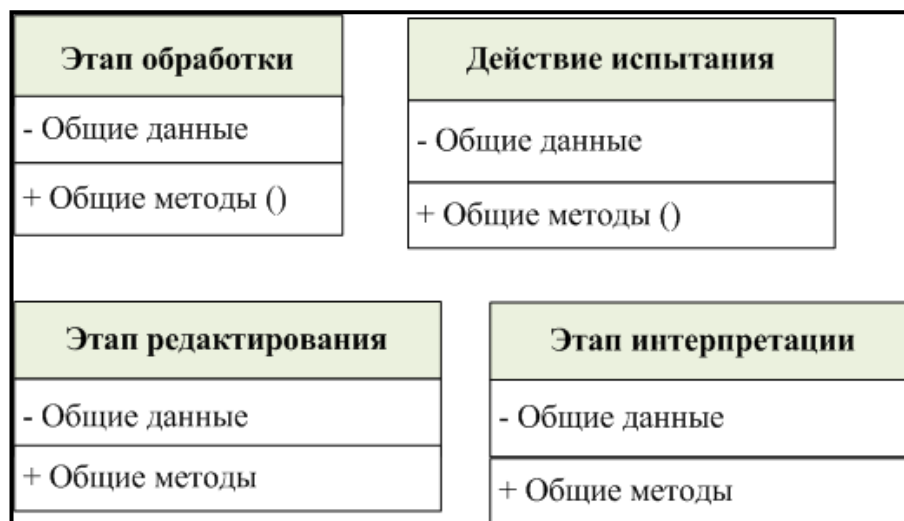 Этап обработки
- Общие данные
+ Общие методы ()
Действие испытания
- Общие данные
+ Общие методы ()
Этап редактирования
- Общие данные
+ Общие методы
Этап интерпретации
- Общие данные
+ Общие методы